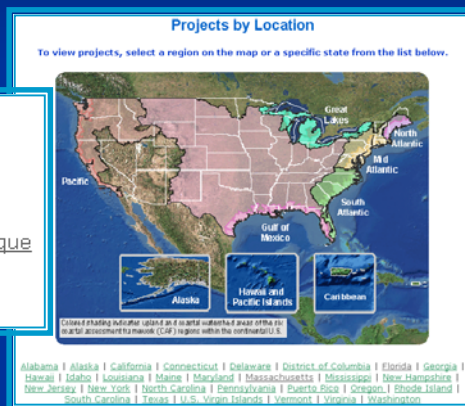 Projects by Location
To view projects, select a region on the map or a specific state from the list below.
Great
Lakes
North
Atlantic
Mid
Atlantic
Pacific
South
Atlantic
Gulf of
Mexico
que
Alaska
Hawaii and
Pacific Islands
Caribbean
Colored shading indicates upland and coastal watershed areas of the
coastal assessment framework (CAF) regions within the continental U.S.
Alabama | Alaska | California | Connecticut | Delaware | District of Columbia | Florida | Georgia |
Hawaii | Idaho | Louisiana | Maine | Maryland | Massachusetts | Mississippi | New Hampshire |
New Jersey | New York | North Carolina | Pennsylvania | Puerto Rico | Oregon | Rhode Island |
South Carolina | Texas | U.S. Virgin Islands | Vermont | Virginia | Washington